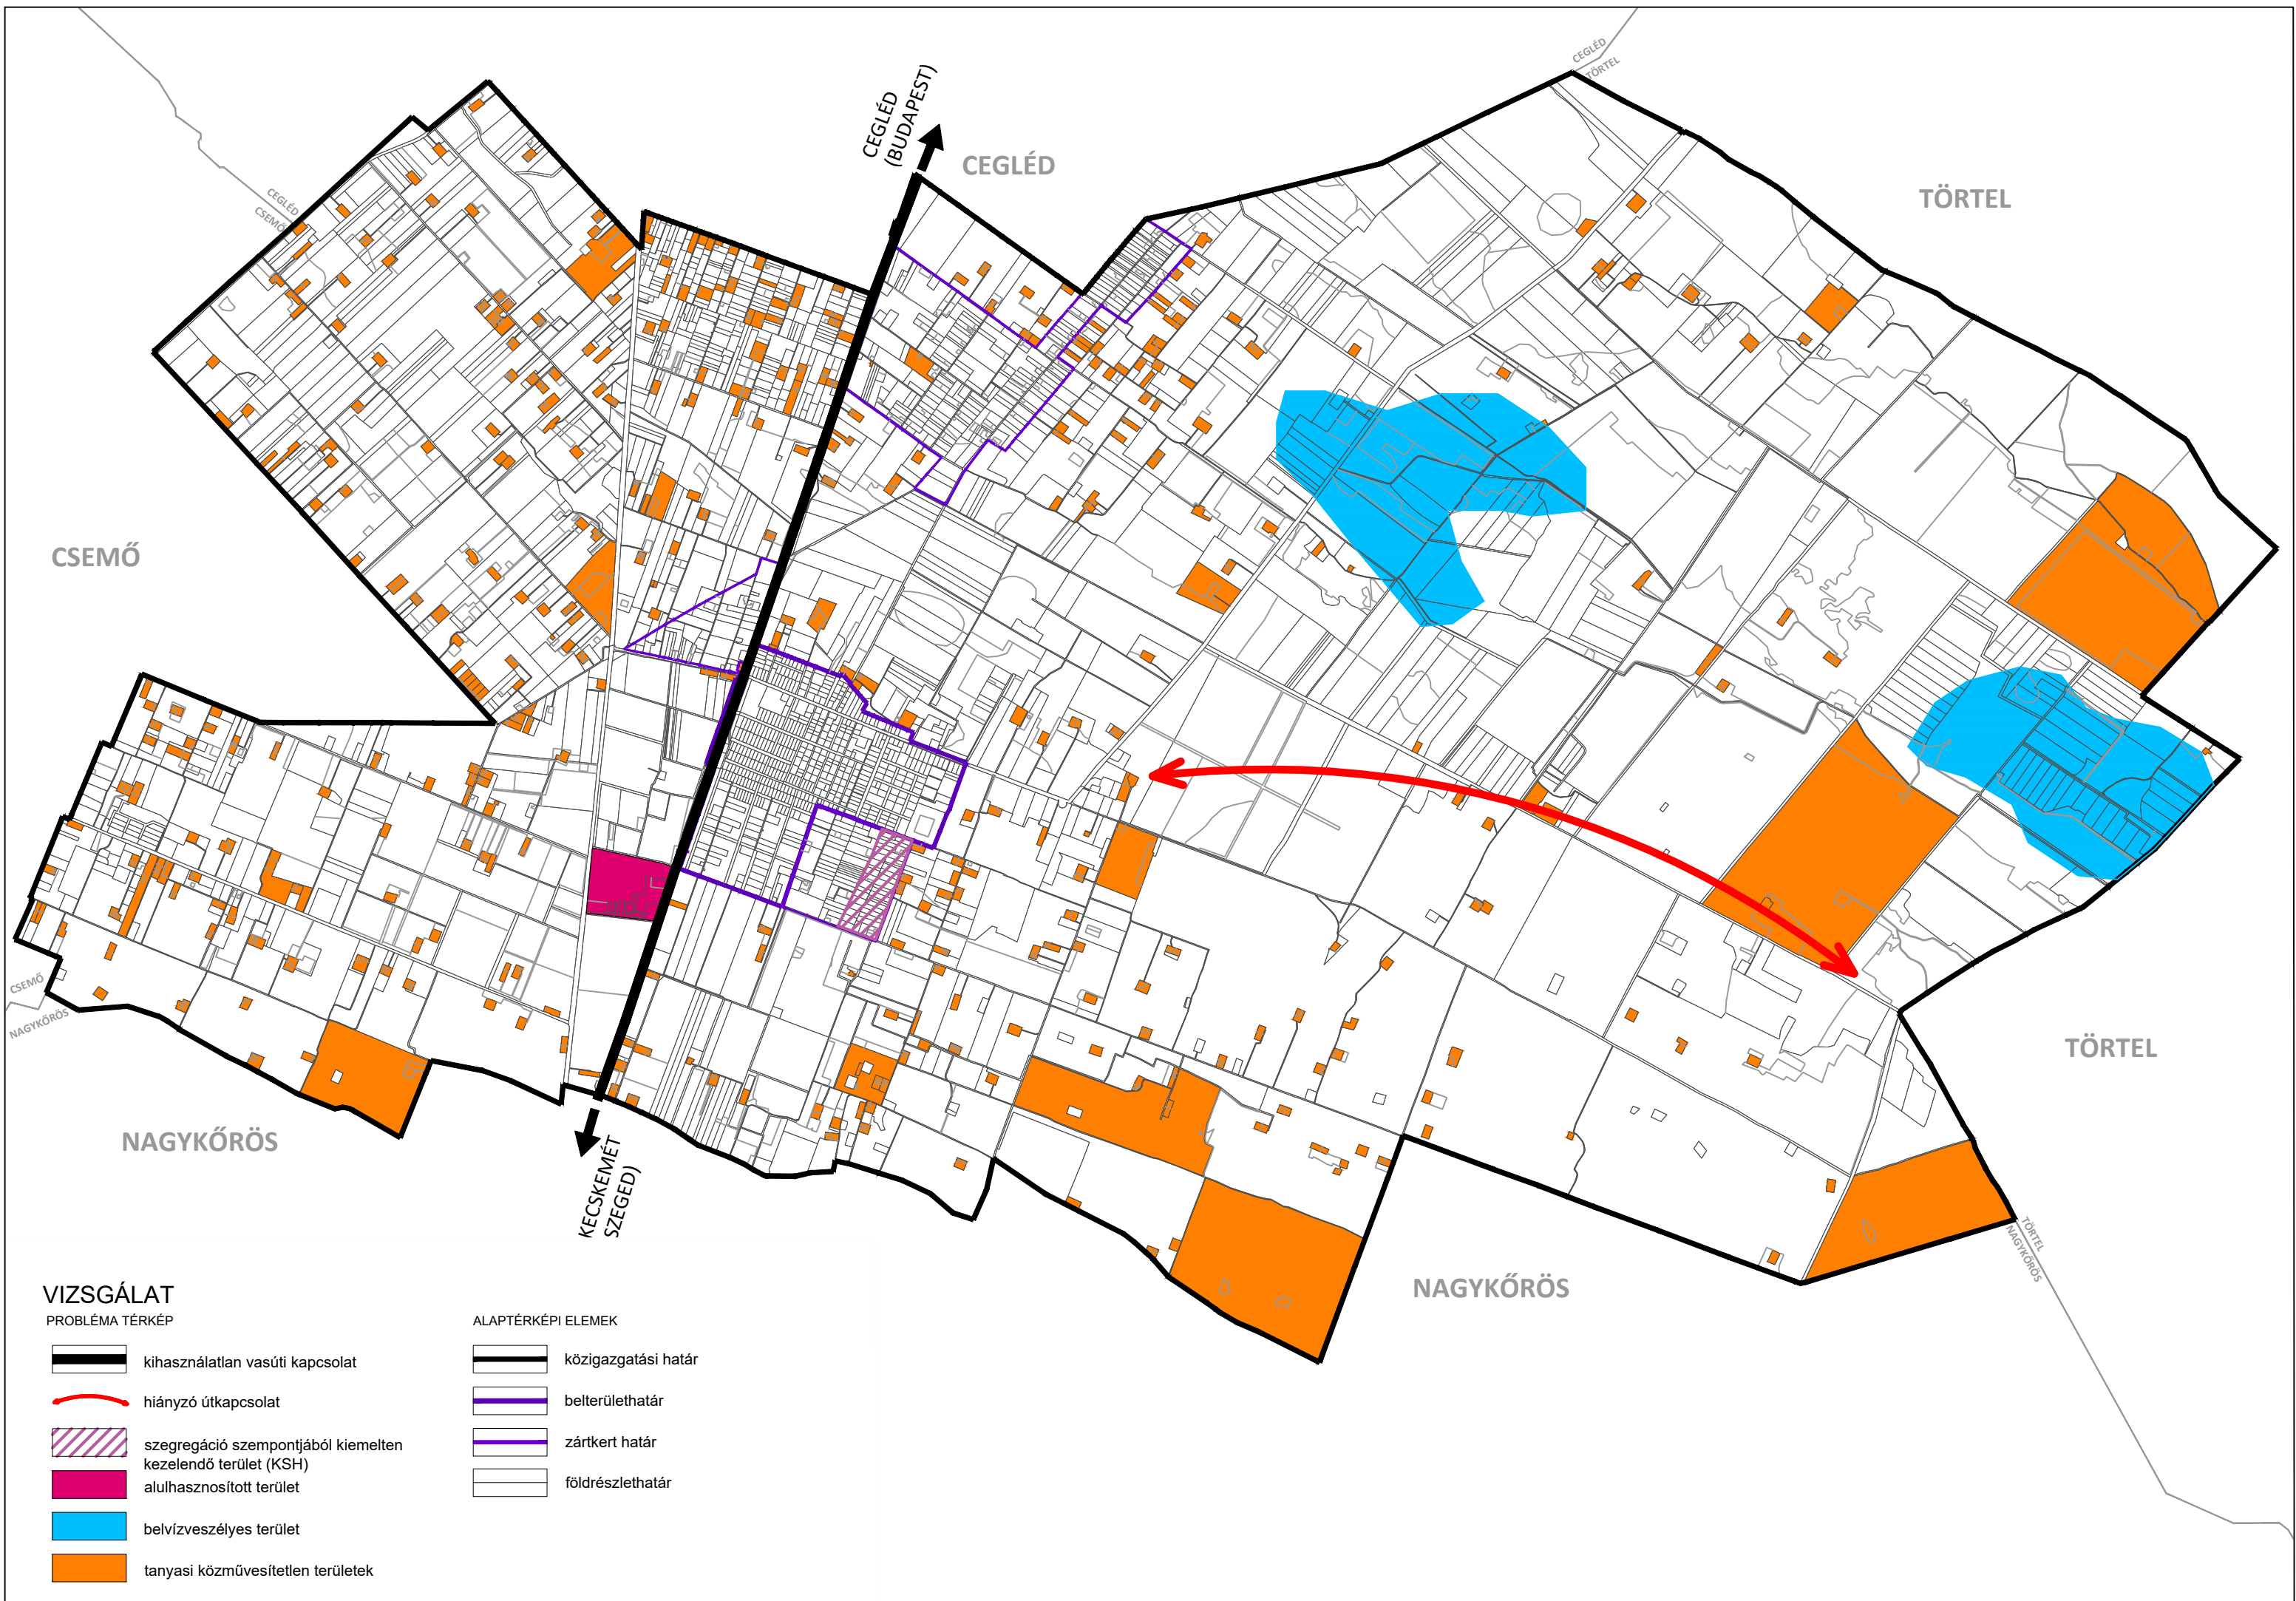 CEGLÉD
TÖRTEL
CEGLÉD
(BUDAPEST)
CEGLÉD
TÖRTEL
CEGLÉD
CSEMŐ
CSEMŐ
CSEMŐ
NAGYKŐRÖS
TÖRTEL
NAGYKŐRÖS
KECSKEMÉT
SZEGED)
TÖRTEL
NAGYKŐRÖS
NAGYKŐRÖS
VIZSGÁLAT
PROBLÉMA TÉRKÉP
kihasználatlan vasúti kapcsolat
hiányzó útkapcsolat
szegregáció szempontjából kiemelten
kezelendő terület (KSH)
alulhasznosított terület
belvízveszélyes terület
tanyasi közművesítetlen területek
ALAPTÉRKÉPI ELEMEK
közigazgatási határ
belterülethatár
zártkert határ
földrészlethatár